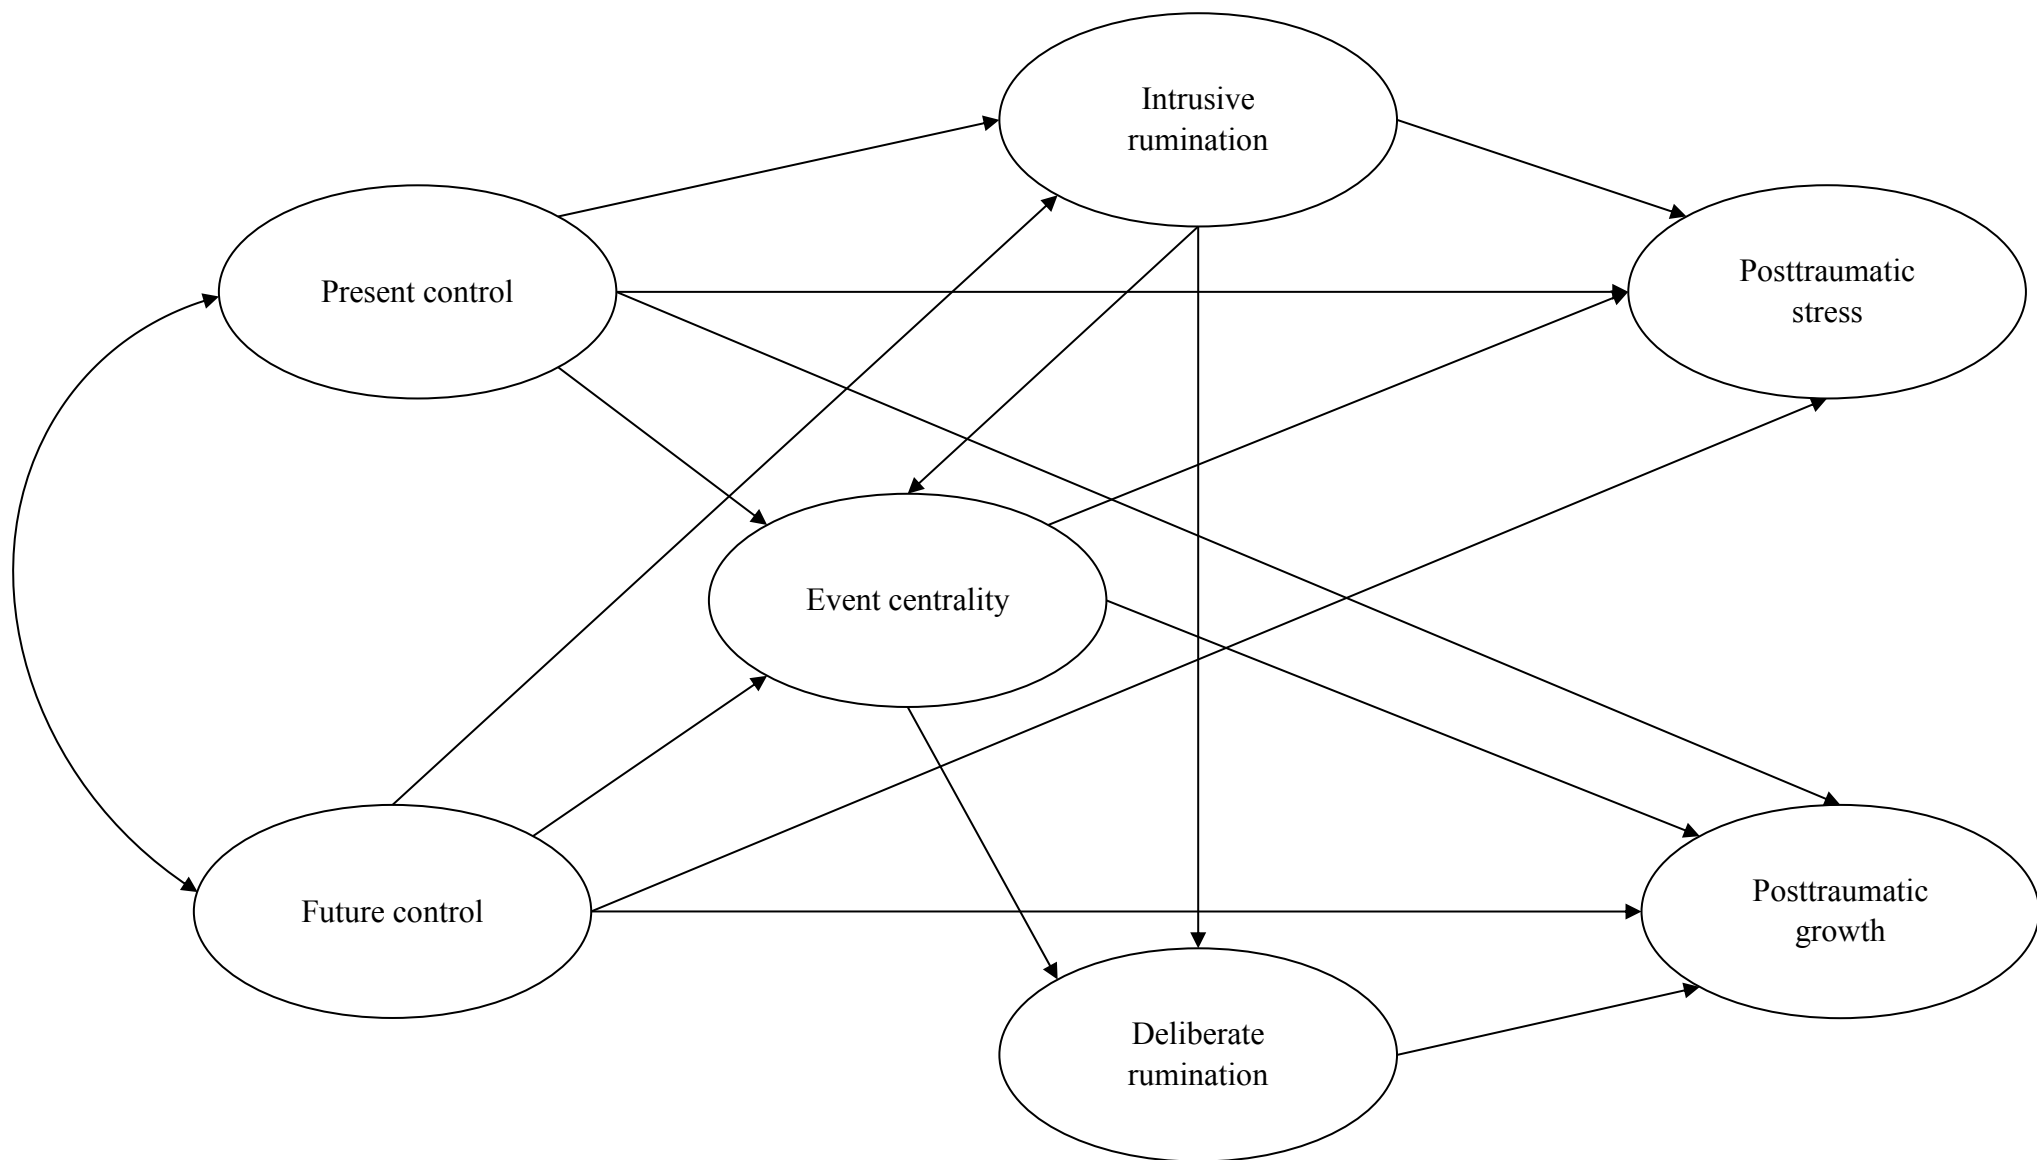 Intrusive
rumination
Present control
Posttraumatic
stress
Event centrality
Future control
Posttraumatic
growth
Deliberate
rumination